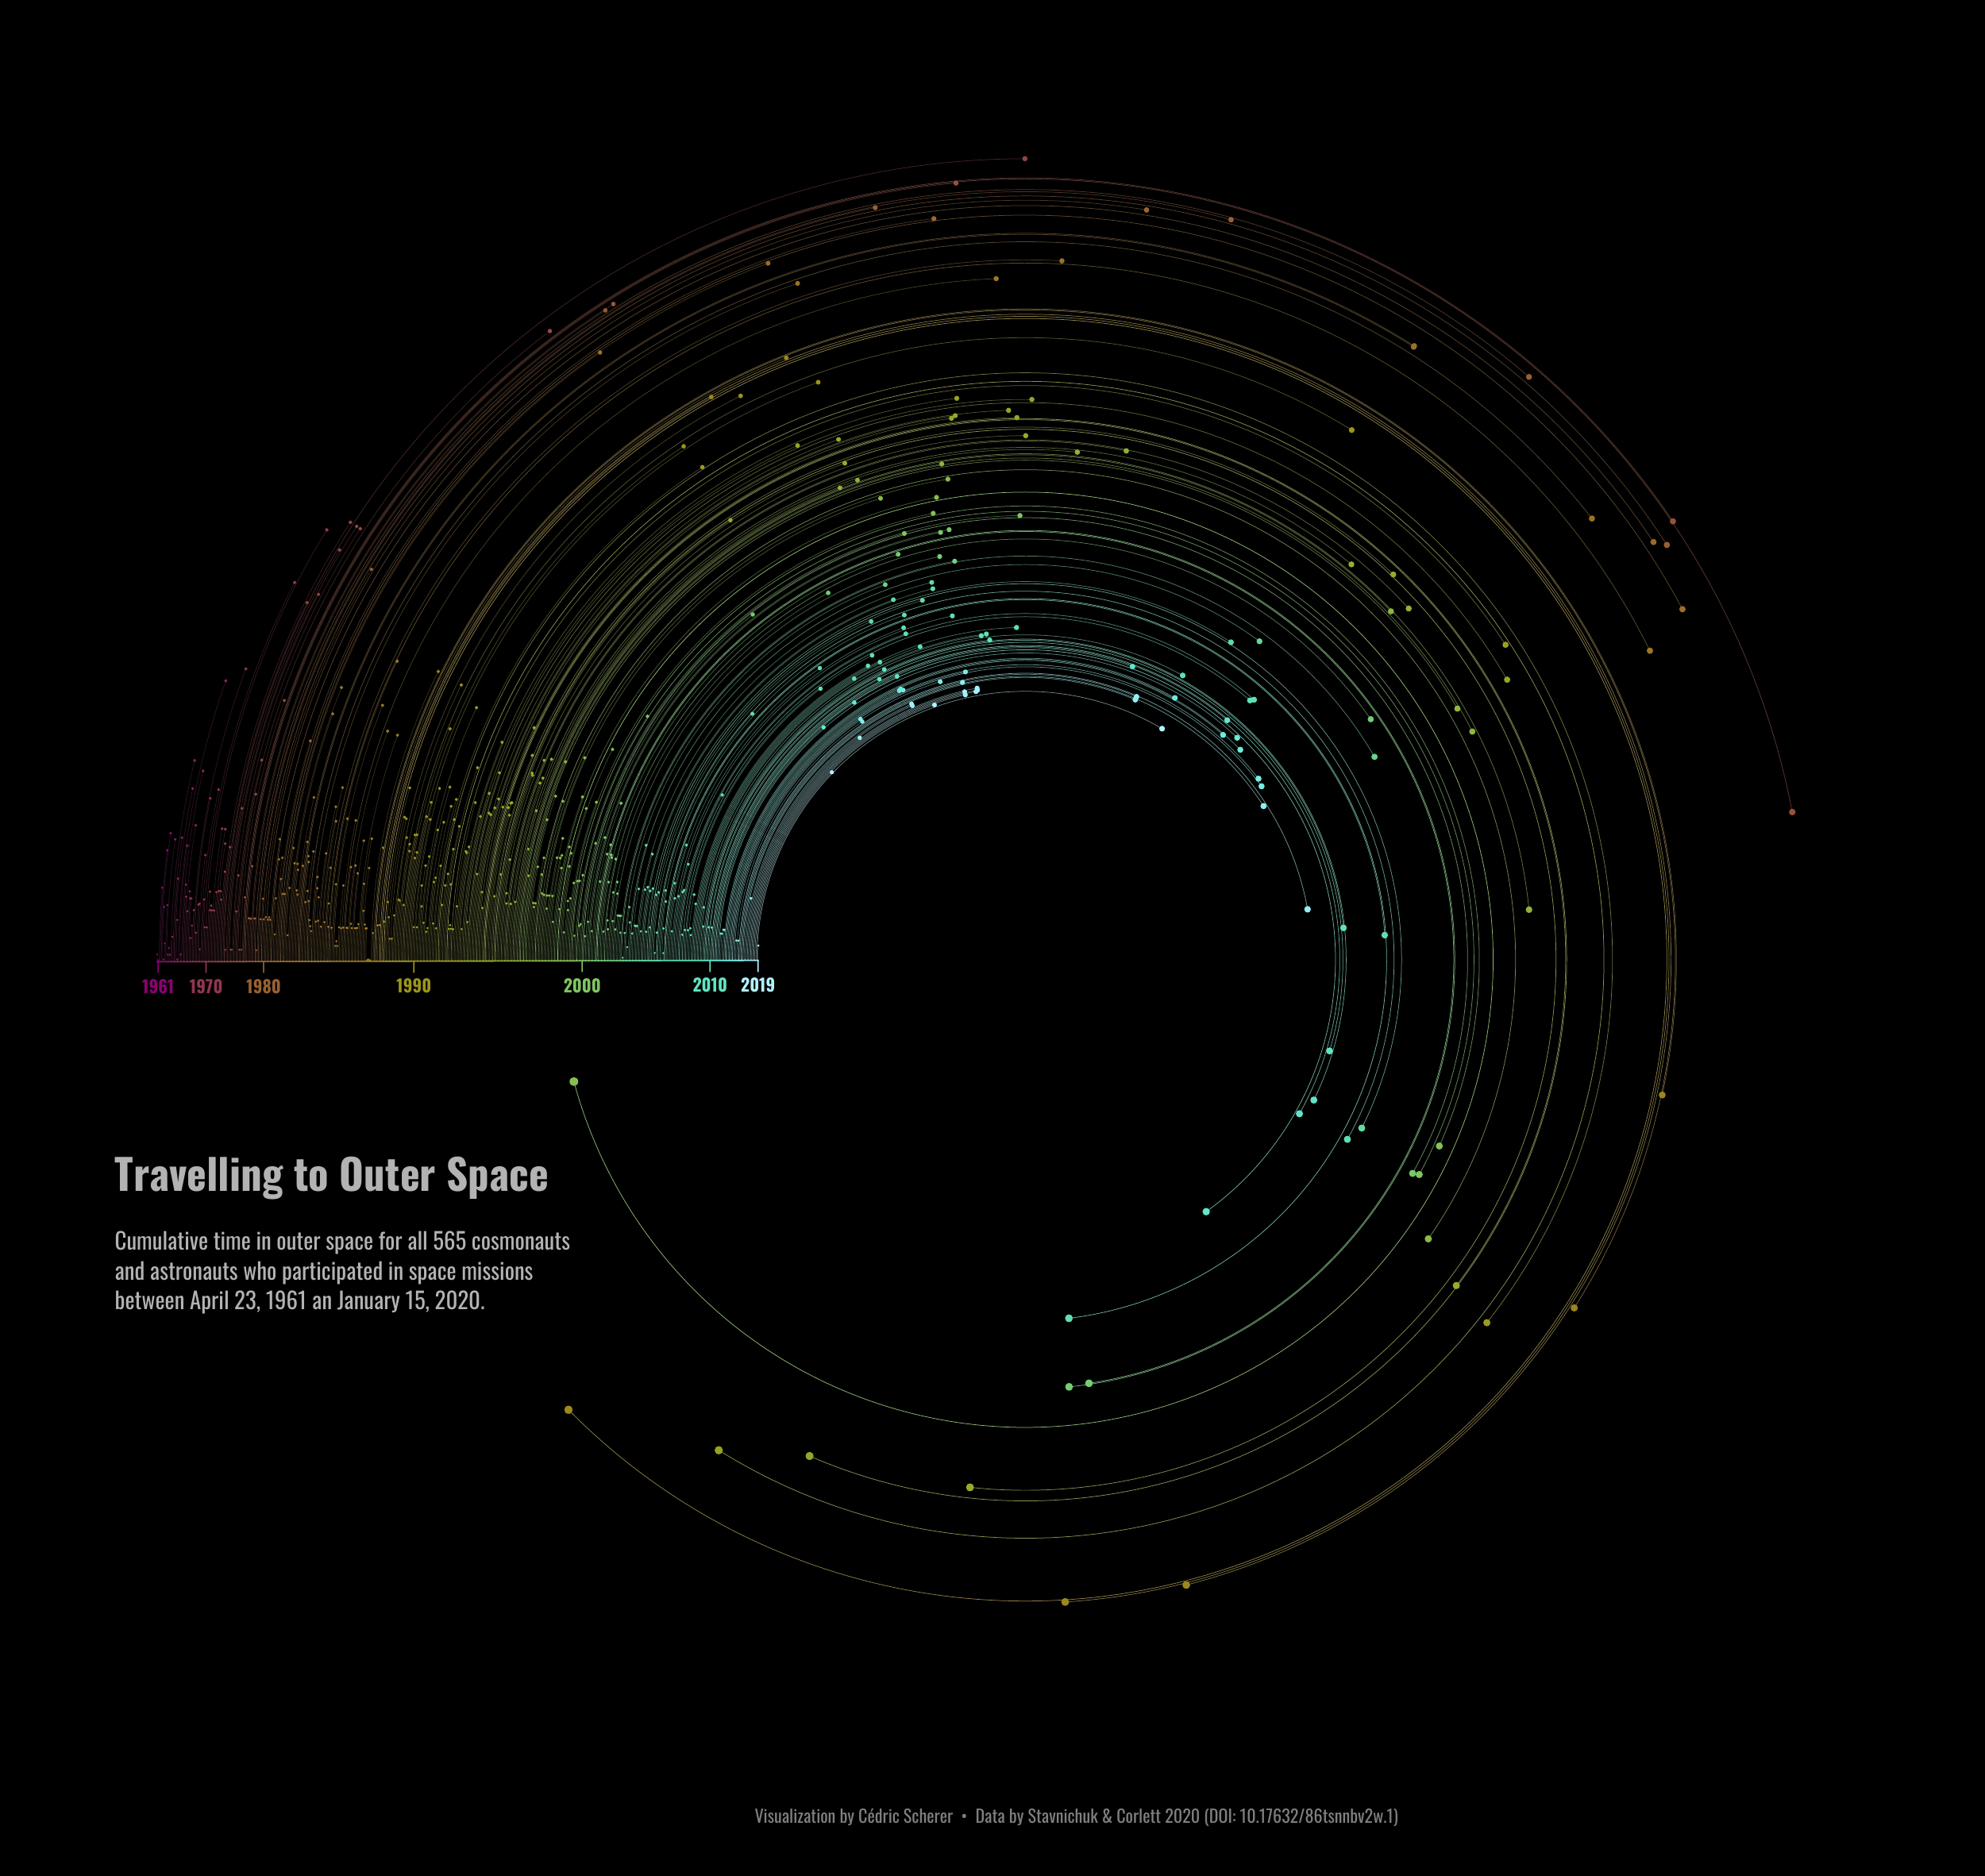 1961 1970 1980 1990 2000 2010 2019
Travelling to Outer Space
Cumulative time in outer space for all 565 cosmonauts
and astronauts who participated in space missions
between April 23, 1961 an January 15, 2020.
Visualization by Cédric Scherer • Data by Stavnichuk & Corlett 2020 (DOI: 10.17632/86tsnnbv2w.1)